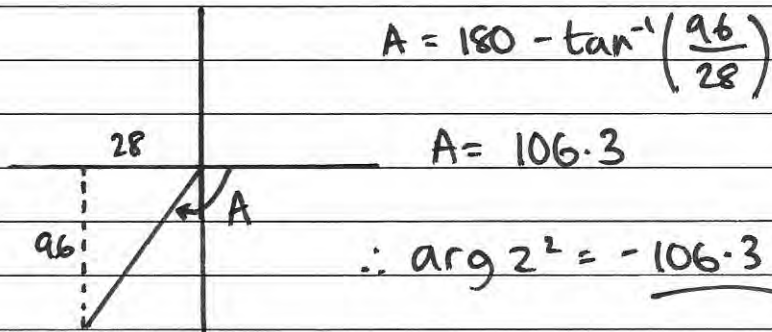 A = 180 - tan⁻¹(96/28)
28
A = 106.3
A
96
∴ arg z² = -106.3